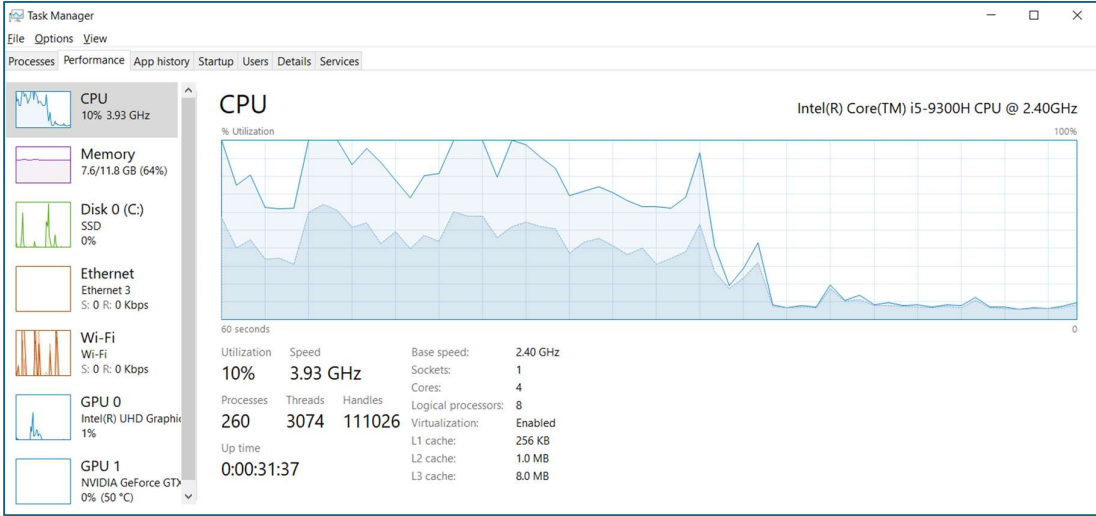 Task Manager
File Options View
Processes Performance App history Startup Users Details Services
CPU
10% 3.93 GHz
Memory
7.6/11.8 GB (64%)
Disk 0 (C:)
SSD
0%
Ethernet
Ethernet 3
S: 0 R: 0 Kbps
Wi-Fi
Wi-Fi
S: 0 R: 0 Kbps
GPU 0
Intel(R) UHD Graphic
1%
GPU 1
NVIDIA GeForce GTX
0% (50 °C)
CPU Intel(R) Core(TM) i5-9300H CPU @ 2.40GHz
% Utilization 100%
60 seconds 0
Utilization Speed
10% 3.93 GHz
Processes Threads Handles
260 3074 111026
Up time
0:00:31:37
Base speed: 2.40 GHz
Sockets: 1
Cores: 4
Logical processors: 8
Virtualization: Enabled
L1 cache: 256 KB
L2 cache: 1.0 MB
L3 cache: 8.0 MB